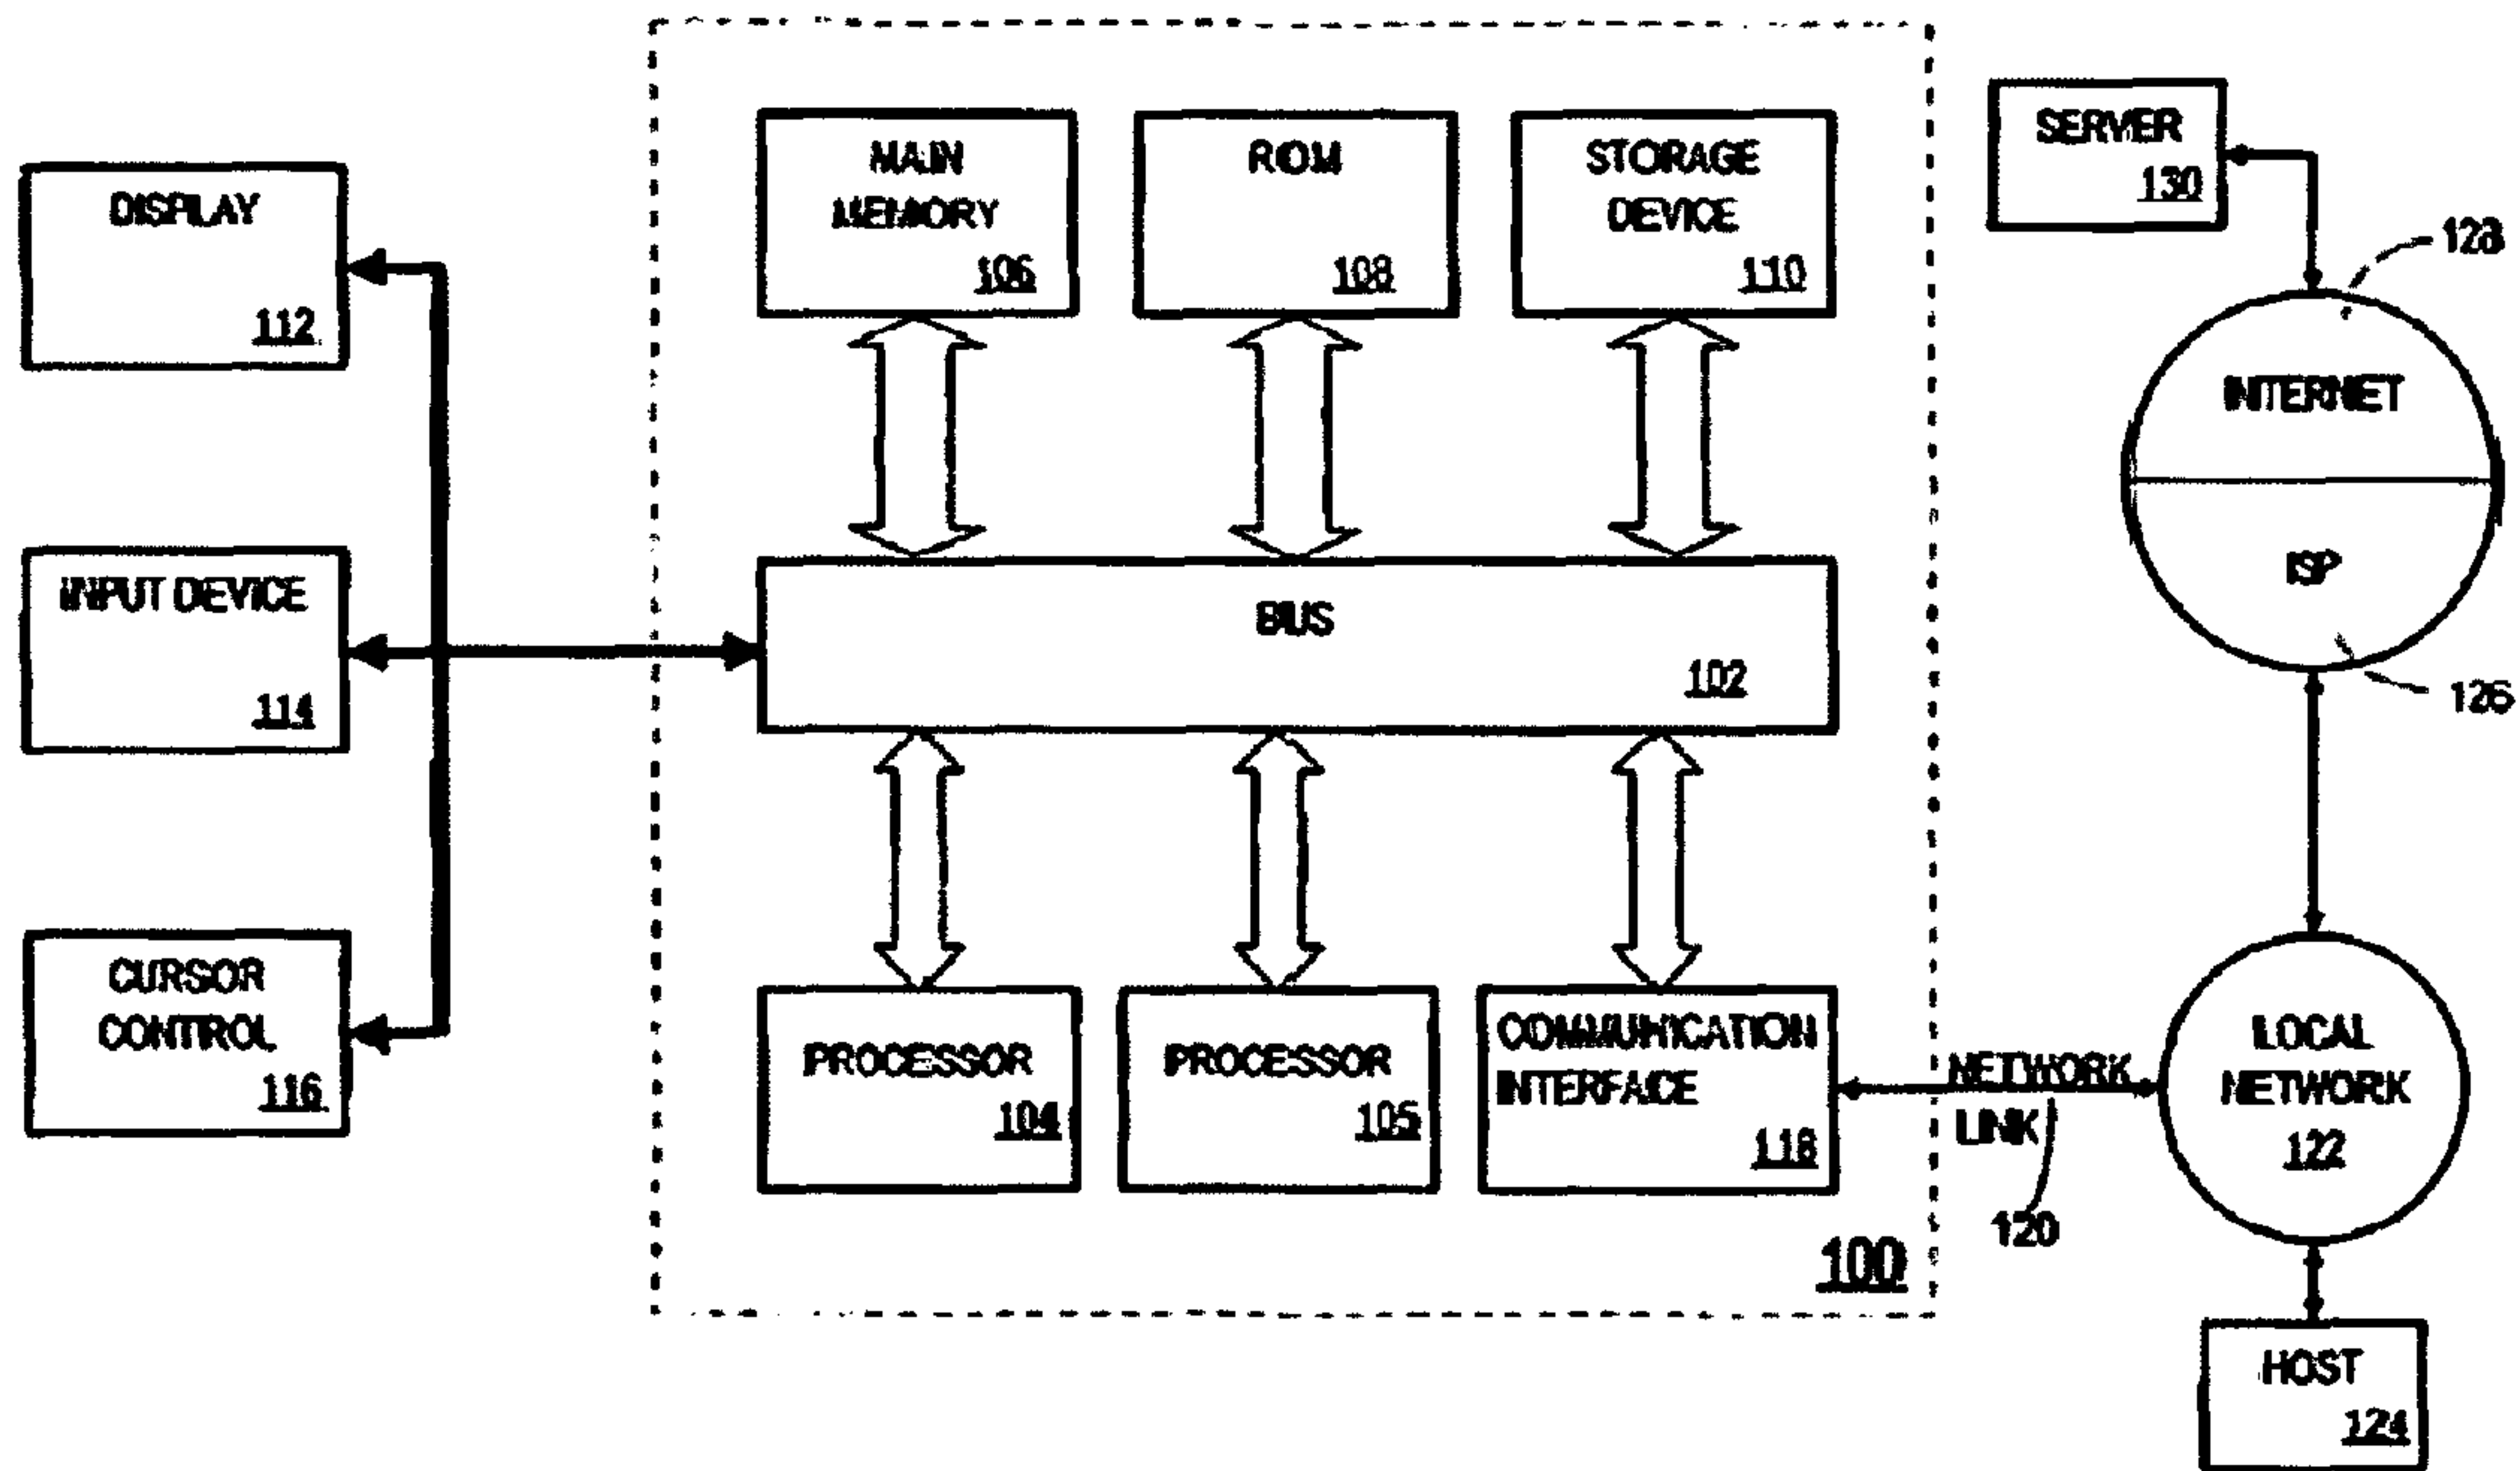 DISPLAY
112
INPUT DEVICE
114
CURSOR
CONTROL
116
MAIN
MEMORY
106
ROM
108
STORAGE
DEVICE
110
BUS
102
PROCESSOR
104
PROCESSOR
105
COMMUNICATION
INTERFACE
118
100
SERVER
130
128
INTERNET
ISP
126
NETWORK
LINK
120
LOCAL
NETWORK
122
HOST
124